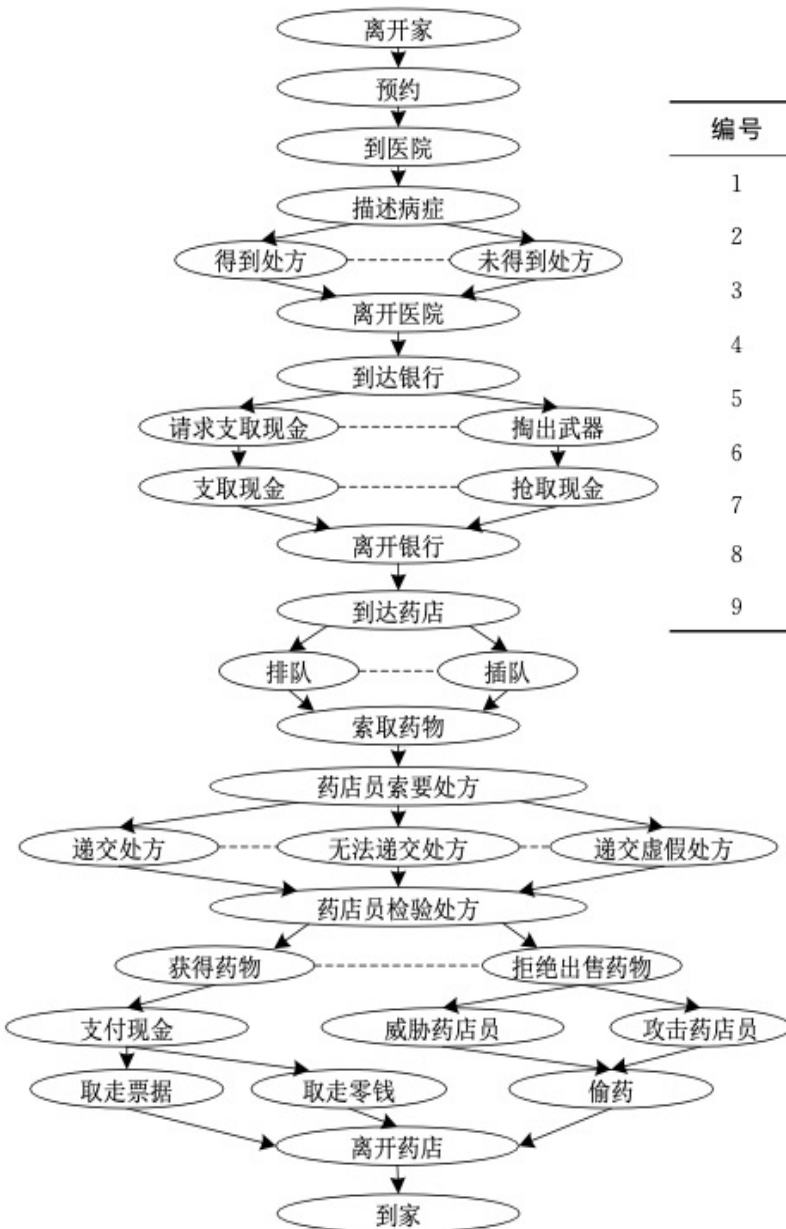 离开家
预约
到医院
描述病症
得到处方
未得到处方
离开医院
到达银行
请求支取现金
掏出武器
支取现金
抢取现金
离开银行
到达药店
排队
插队
索取药物
药店员索要处方
递交处方
无法递交处方
递交虚假处方
药店员检验处方
获得药物
拒绝出售药物
支付现金
威胁药店员
攻击药店员
取走票据
取走零钱
偷药
离开药店
到家
编号
1
2
3
4
5
6
7
8
9